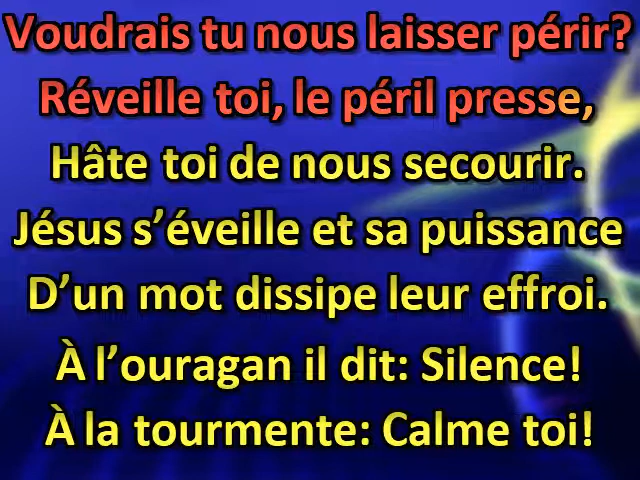 Voudrais tu nous laisser périr?
Réveille toi, le péril presse,
Hâte toi de nous secourir.
Jésus s’éveille et sa puissance
D’un mot dissipe leur effroi.
À l’ouragan il dit: Silence!
À la tourmente: Calme toi!